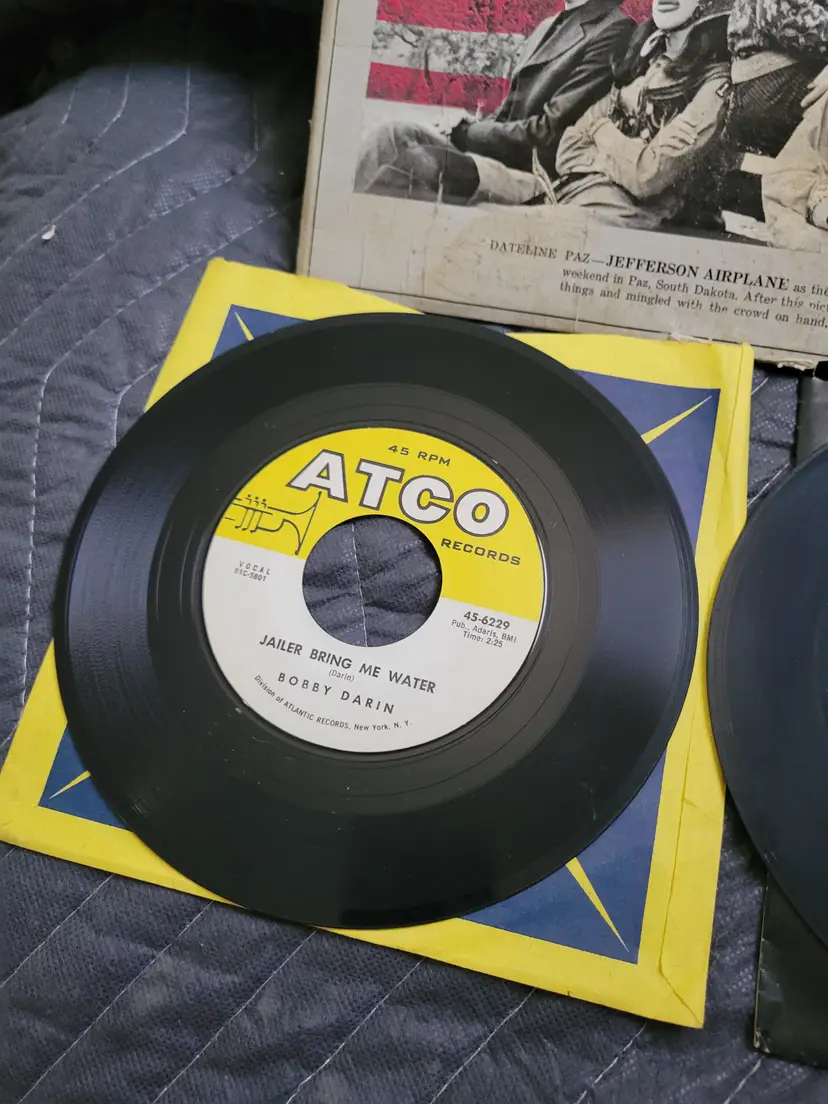 DATELINE PAZ—JEFFERSON AIRPLANE as the
weekend in Paz, South Dakota. After this
things and mingled with the crowd on hand,
45 RPM
ATCO
RECORDS
VOCAL
61C-5801
45-6229
Pub., Adaris, BMI
Time: 2:25
JAILER BRING ME WATER
(Darin)
BOBBY DARIN
Division of ATLANTIC RECORDS, New York, N. Y.